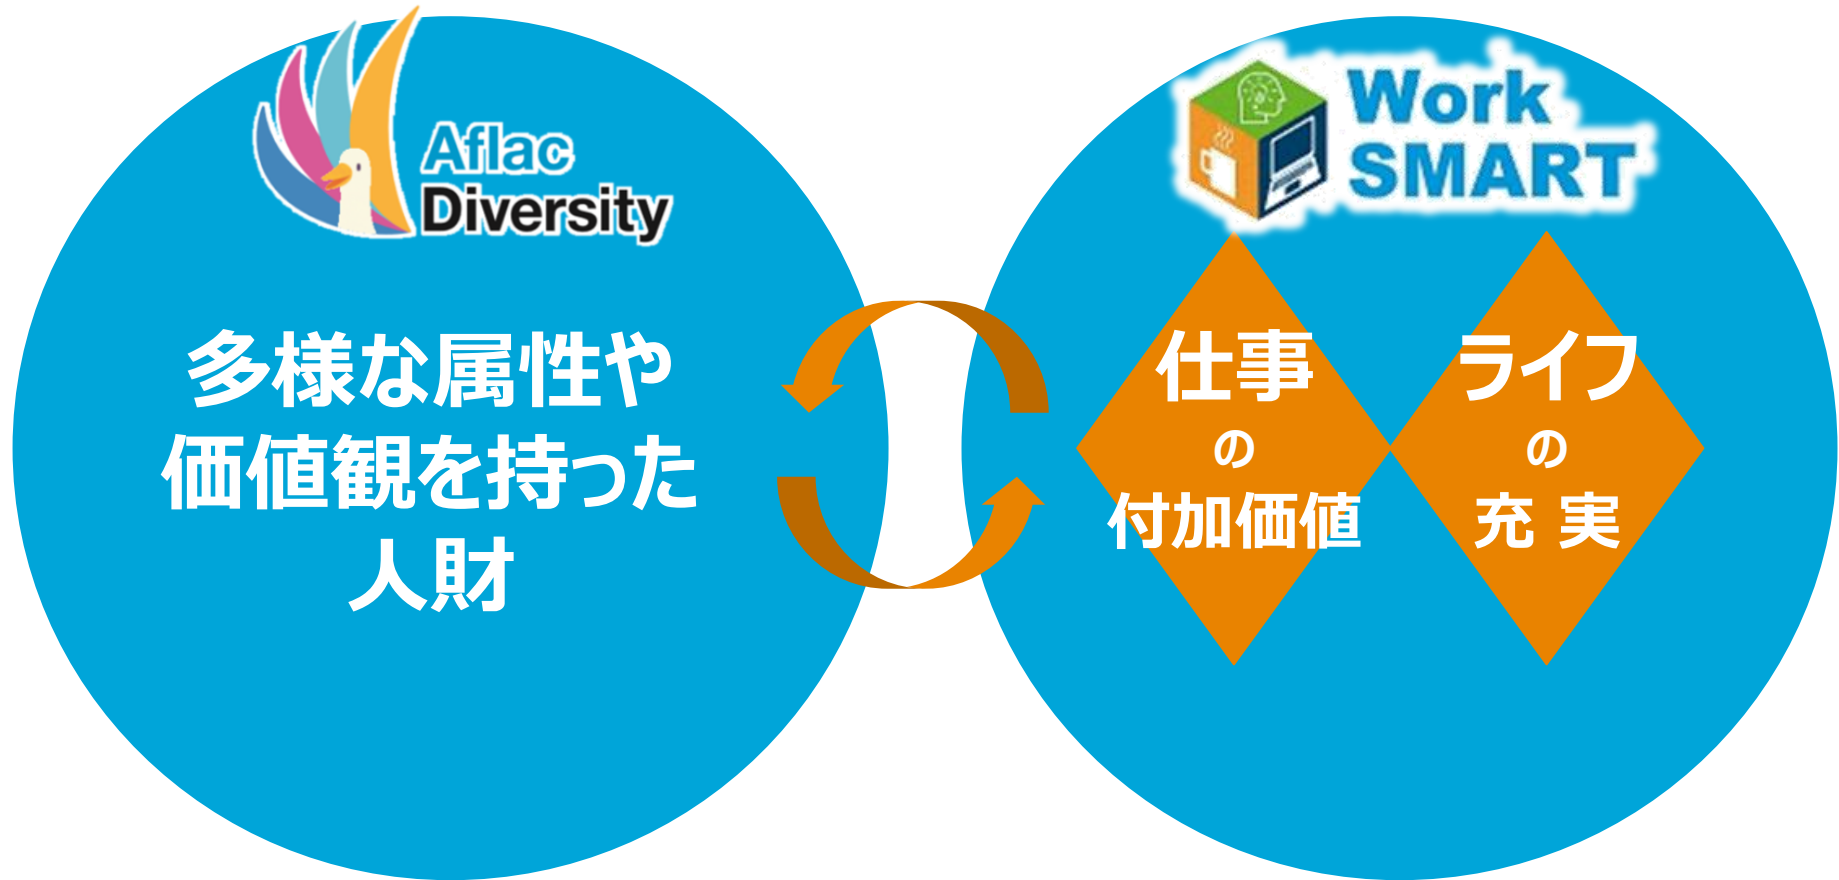 Aflac
Diversity
多様な属性や
価値観を持った
人財
Work
SMART
仕事
の
付加価値
ライフ
の
充 実